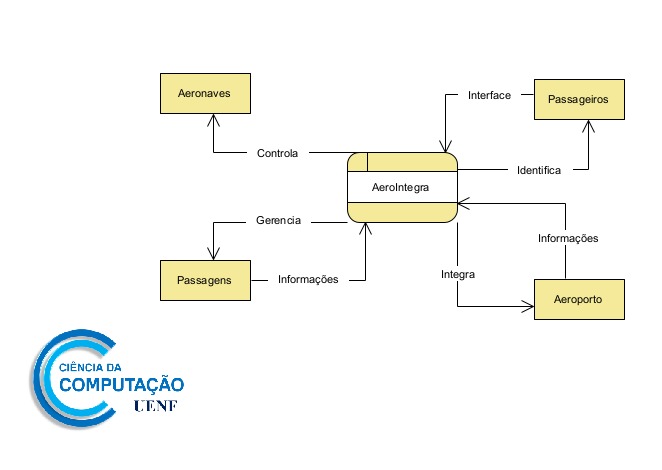 Aeronaves
Interface
Passageiros
Controla
Identifica
AeroIntegra
Gerencia
Informações
Passagens
Informações
Integra
Aeroporto
CIÊNCIA DA
COMPUTAÇÃO
UENF